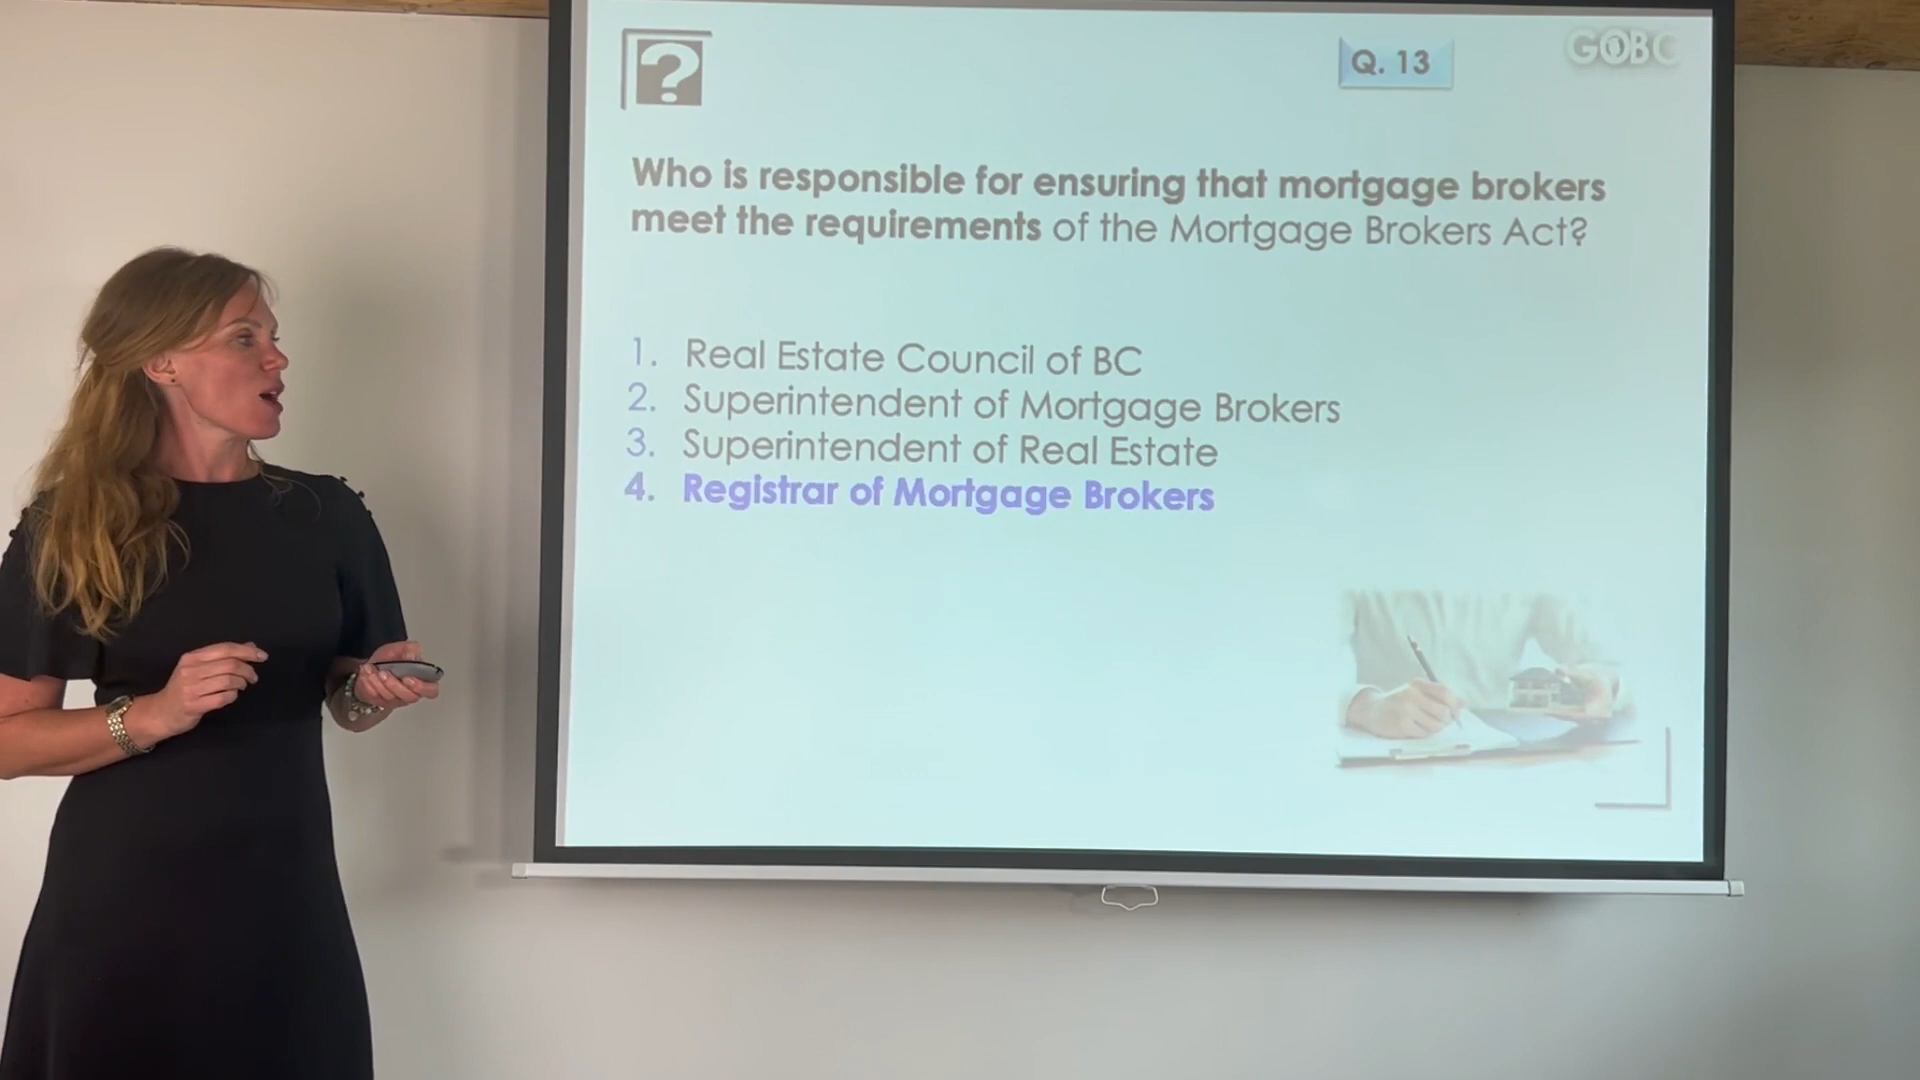 ?
Q. 13
GOBC
Who is responsible for ensuring that mortgage brokers
meet the requirements of the Mortgage Brokers Act?
1. Real Estate Council of BC
2. Superintendent of Mortgage Brokers
3. Superintendent of Real Estate
4. Registrar of Mortgage Brokers